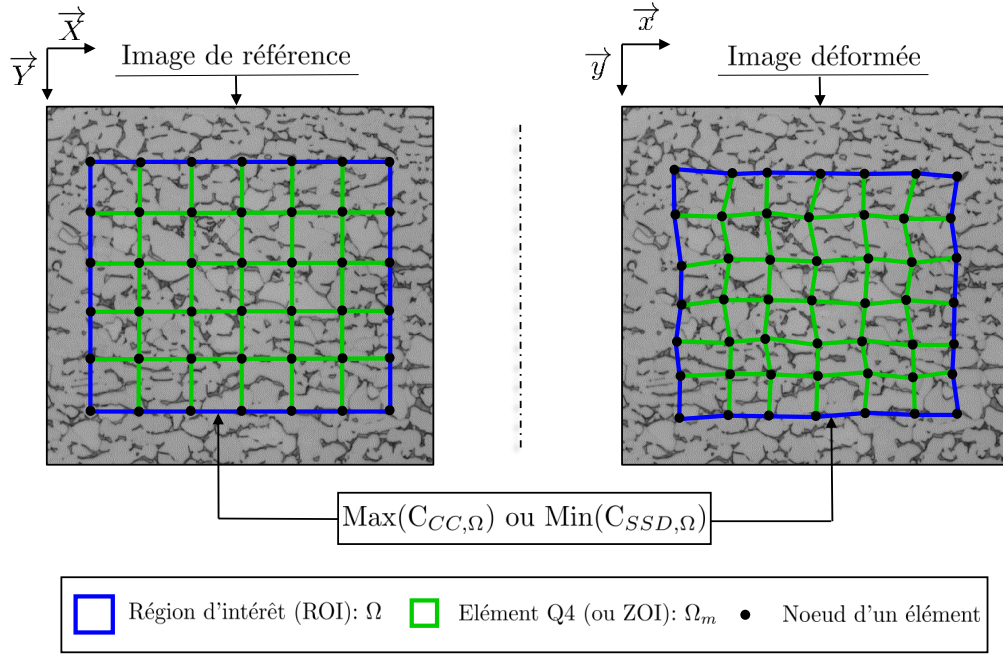 X
Image de référence
Y
x
Image déformée
y
Max(C_{CC,Ω}) ou Min(C_{SSD,Ω})
Région d'intérêt (ROI): Ω
Elément Q4 (ou ZOI): Ω_m
Noeud d'un élément